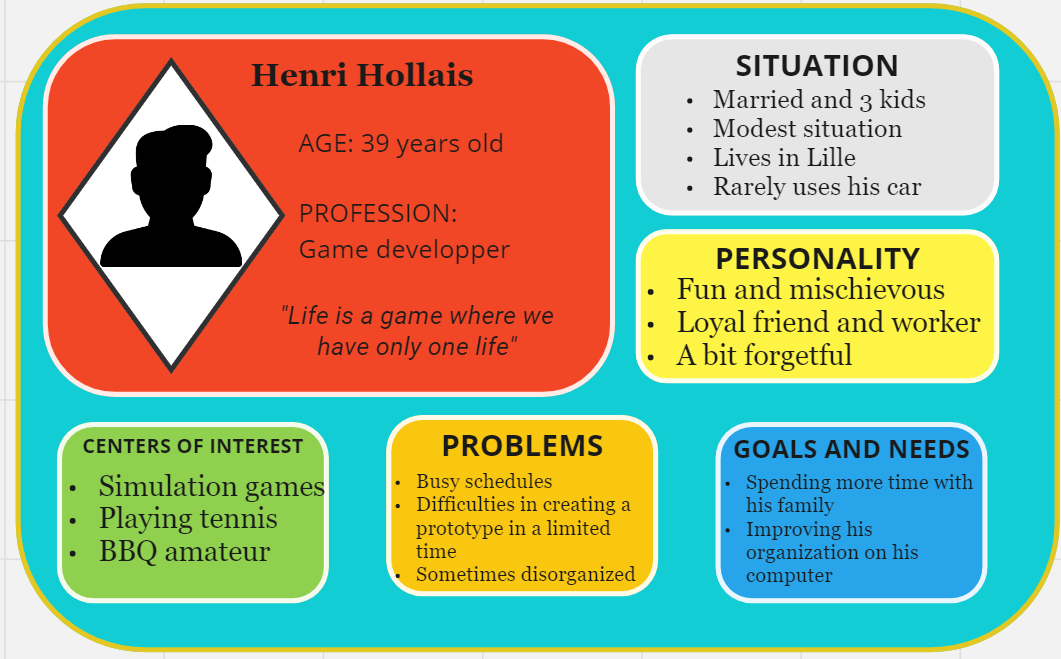 Henri Hollais
AGE: 39 years old
PROFESSION:
Game developper
"Life is a game where we
have only one life"
SITUATION
• Married and 3 kids
• Modest situation
• Lives in Lille
• Rarely uses his car
PERSONALITY
• Fun and mischievous
• Loyal friend and worker
• A bit forgetful
CENTERS OF INTEREST
• Simulation games
• Playing tennis
• BBQ amateur
PROBLEMS
• Busy schedules
• Difficulties in creating a
prototype in a limited
time
• Sometimes disorganized
GOALS AND NEEDS
• Spending more time with
his family
• Improving his
organization on his
computer